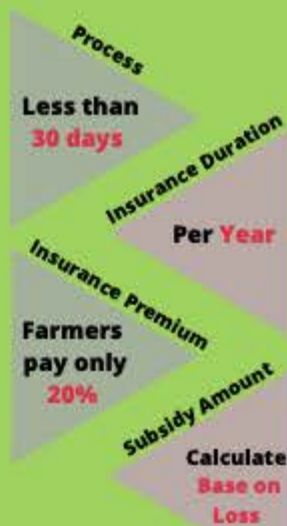 Process
Less than
30 days
Insurance Duration
Per Year
Insurance Premium
Farmers
pay only
20%
Subsidy Amount
Calculate
Base on
Loss